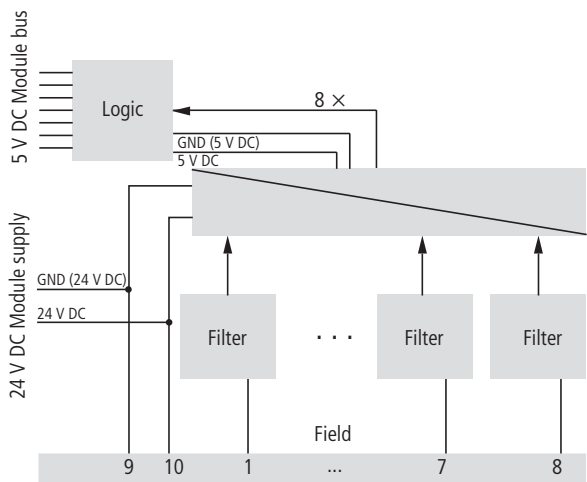 5 V DC Module bus
Logic
8 ×
GND (5 V DC)
5 V DC
24 V DC Module supply
GND (24 V DC)
24 V DC
Filter
. . .
Filter
Filter
Field
9 10 1 ... 7 8